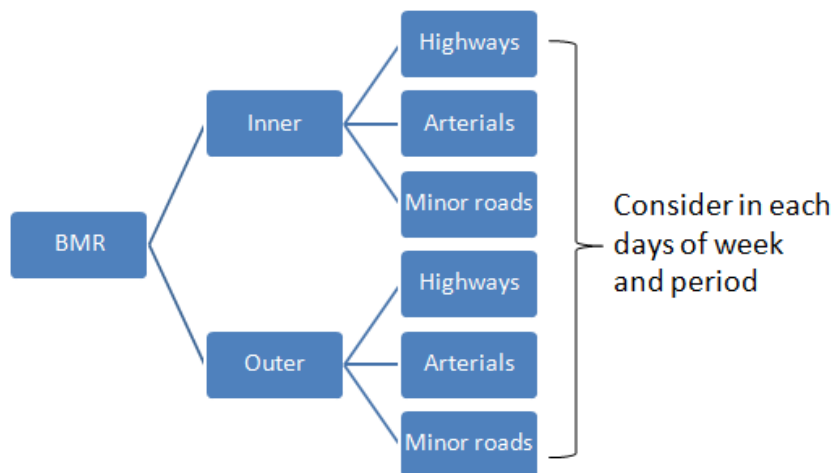 Highways
Inner
Arterials
Minor roads
BMR
Highways
Outer
Arterials
Minor roads
Consider in each
days of week
and period